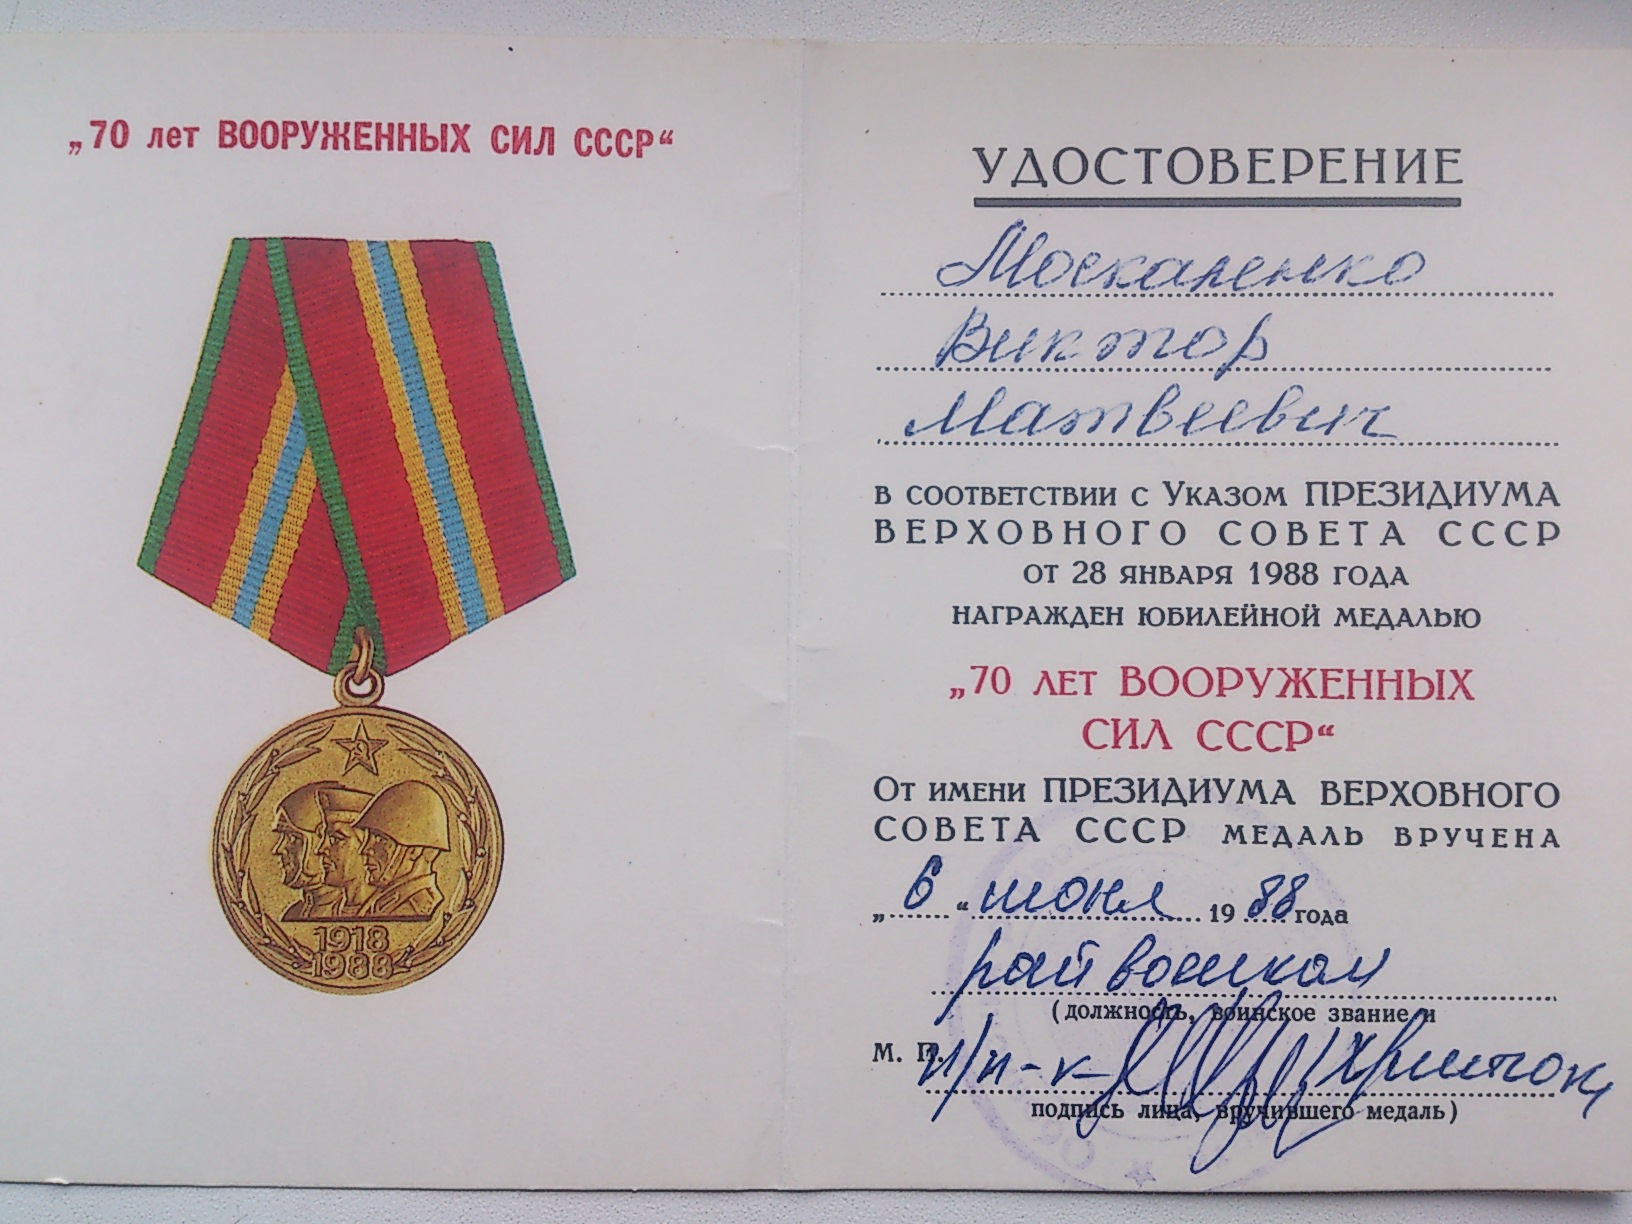 „70 лет ВООРУЖЕННЫХ СИЛ СССР“
1918
1988
УДОСТОВЕРЕНИЕ
Москаленко
Виктор
Матвеевич
в соответствии с Указом ПРЕЗИДИУМА
ВЕРХОВНОГО СОВЕТА СССР
от 28 января 1988 года
награжден юбилейной медалью
„70 лет ВООРУЖЕННЫХ
СИЛ СССР“
От имени ПРЕЗИДИУМА ВЕРХОВНОГО
СОВЕТА СССР медаль вручена
„6“ июня 1988 года
райвоенком
(должность, воинское звание и
М. П. п/п-к
подпись лица, вручившего медаль)